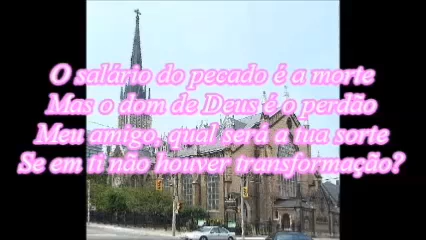 O salário do pecado é a morte
Mas o dom de Deus é o perdão
Meu amigo, qual será a tua sorte
Se em ti não houver transformação?